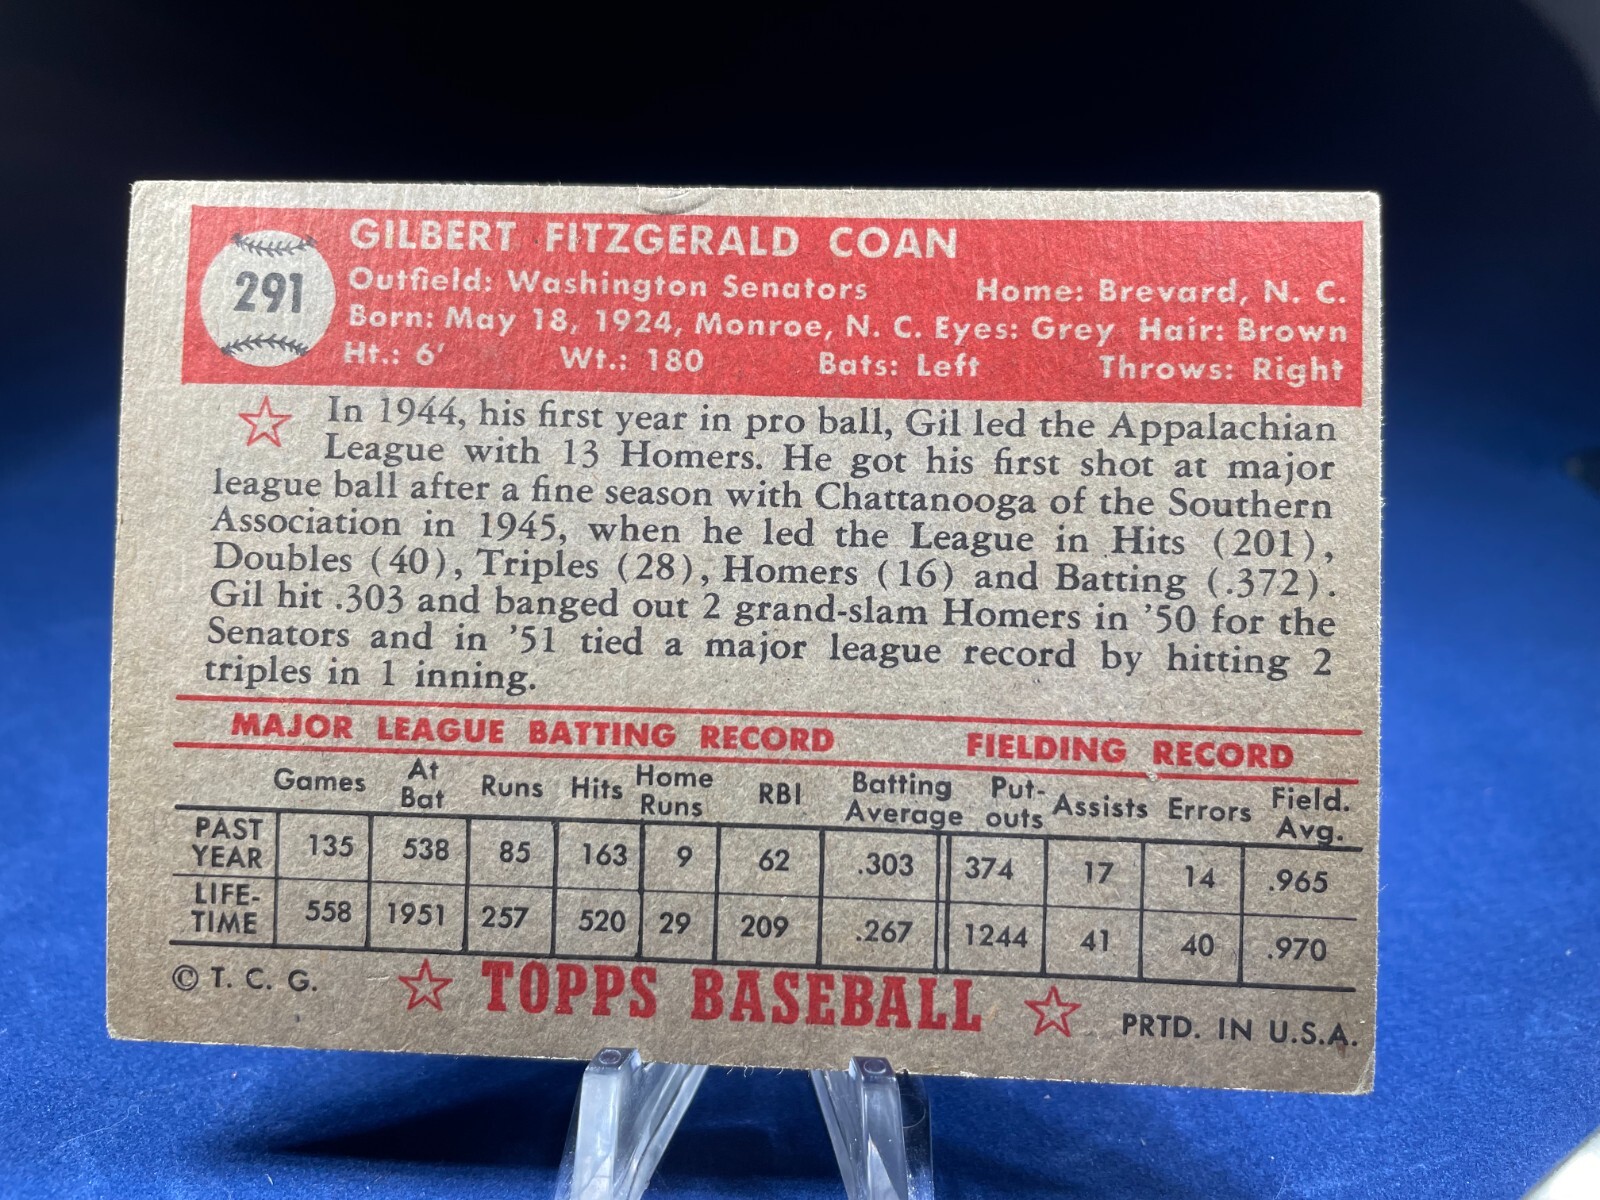 291
GILBERT FITZGERALD COAN
Outfield: Washington Senators Home: Brevard, N. C.
Born: May 18, 1924, Monroe, N. C. Eyes: Grey Hair: Brown
Ht.: 6' Wt.: 180 Bats: Left Throws: Right
In 1944, his first year in pro ball, Gil led the Appalachian
League with 13 Homers. He got his first shot at major
league ball after a fine season with Chattanooga of the Southern
Association in 1945, when he led the League in Hits (201),
Doubles (40), Triples (28), Homers (16) and Batting (.372).
Gil hit .303 and banged out 2 grand-slam Homers in '50 for the
Senators and in '51 tied a major league record by hitting 2
triples in 1 inning.
MAJOR LEAGUE BATTING RECORD FIELDING RECORD
Games At Bat Runs Hits Home Runs RBI Batting Average Put-outs Assists Errors Field. Avg.
PAST YEAR 135 538 85 163 9 62 .303 374 17 14 .965
LIFE-TIME 558 1951 257 520 29 209 .267 1244 41 40 .970
© T. C. G. TOPPS BASEBALL PRTD. IN U.S.A.